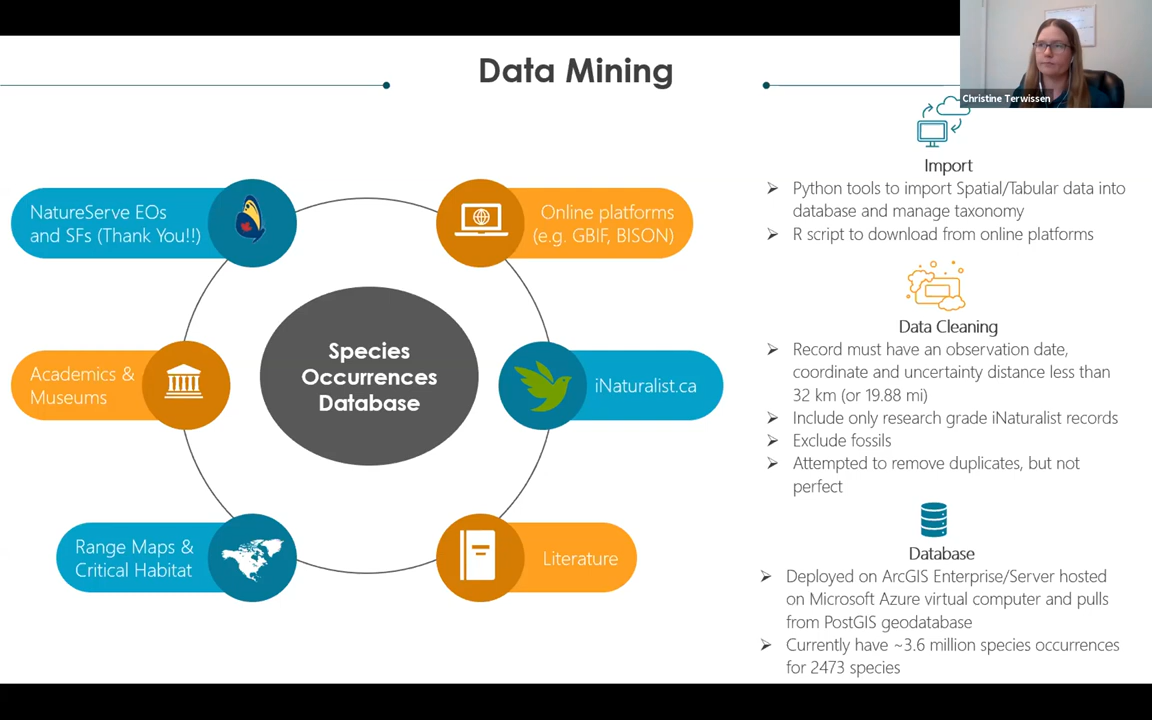 Data Mining
Christine Terwissen
NatureServe EOs
and SFs (Thank You!!)
Online platforms
(e.g. GBIF, BISON)
Academics &
Museums
Species
Occurrences
Database
iNaturalist.ca
Range Maps &
Critical Habitat
Literature
Import
➢ Python tools to import Spatial/Tabular data into
database and manage taxonomy
➢ R script to download from online platforms
Data Cleaning
➢ Record must have an observation date,
coordinate and uncertainty distance less than
32 km (or 19.88 mi)
➢ Include only research grade iNaturalist records
➢ Exclude fossils
➢ Attempted to remove duplicates, but not
perfect
Database
➢ Deployed on ArcGIS Enterprise/Server hosted
on Microsoft Azure virtual computer and pulls
from PostGIS geodatabase
➢ Currently have ~3.6 million species occurrences
for 2473 species